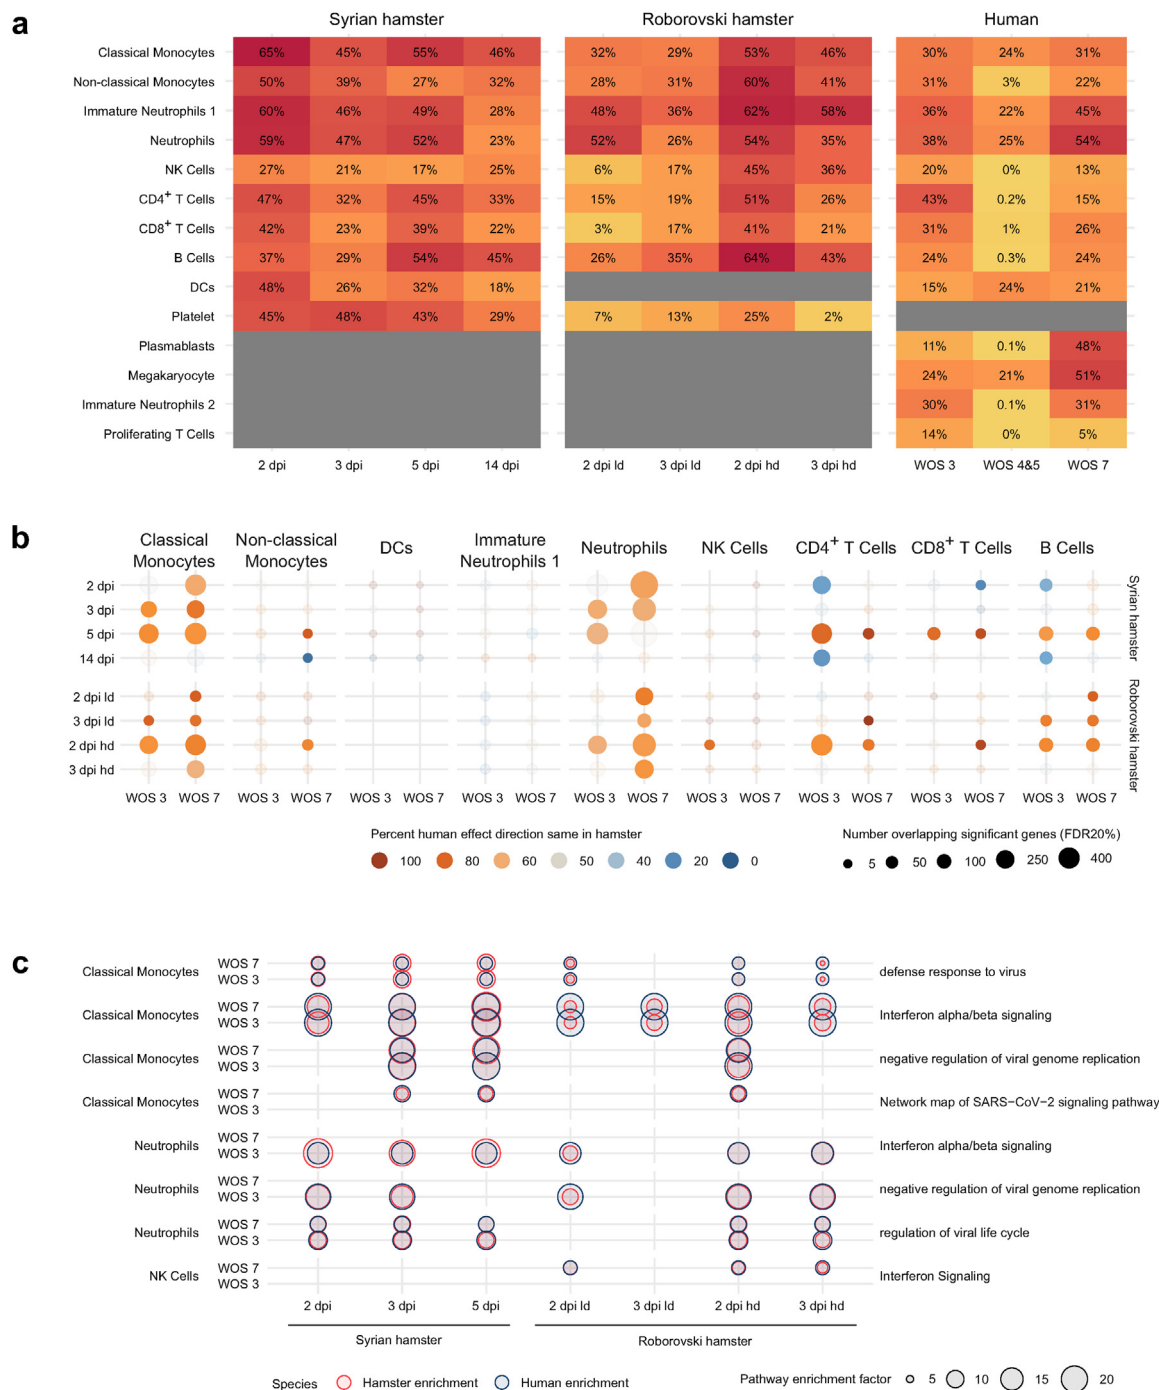 a
Syrian hamster Roborovski hamster Human
Classical Monocytes 65% 45% 55% 46% 32% 29% 53% 46% 30% 24% 31%
Non-classical Monocytes 50% 39% 27% 32% 28% 31% 60% 41% 31% 3% 22%
Immature Neutrophils 1 60% 46% 49% 28% 48% 36% 62% 58% 36% 22% 45%
Neutrophils 59% 47% 52% 23% 52% 26% 54% 35% 38% 25% 54%
NK Cells 27% 21% 17% 25% 6% 17% 45% 36% 20% 0% 13%
CD4+ T Cells 47% 32% 45% 33% 15% 19% 51% 26% 43% 0.2% 15%
CD8+ T Cells 42% 23% 39% 22% 3% 17% 41% 21% 31% 1% 26%
B Cells 37% 29% 54% 45% 26% 35% 64% 43% 24% 0.3% 24%
DCs 48% 26% 32% 18% 15% 24% 21%
Platelet 45% 48% 43% 29% 7% 13% 25% 2%
Plasmablasts 11% 0.1% 48%
Megakaryocyte 24% 21% 51%
Immature Neutrophils 2 30% 0.1% 31%
Proliferating T Cells 14% 0% 5%
2 dpi 3 dpi 5 dpi 14 dpi 2 dpi ld 3 dpi ld 2 dpi hd 3 dpi hd WOS 3 WOS 4&5 WOS 7
b
Classical Monocytes Non-classical Monocytes DCs Immature Neutrophils 1 Neutrophils NK Cells CD4+ T Cells CD8+ T Cells B Cells
2 dpi
3 dpi
5 dpi
14 dpi
Syrian hamster
2 dpi ld
3 dpi ld
2 dpi hd
3 dpi hd
Roborovski hamster
WOS 3 WOS 7 WOS 3 WOS 7 WOS 3 WOS 7 WOS 3 WOS 7 WOS 3 WOS 7 WOS 3 WOS 7 WOS 3 WOS 7 WOS 3 WOS 7 WOS 3 WOS 7
Percent human effect direction same in hamster
100 80 60 50 40 20 0
Number overlapping significant genes (FDR20%)
5 50 100 250 400
c
Classical Monocytes WOS 7 WOS 3 defense response to virus
Classical Monocytes WOS 7 WOS 3 Interferon alpha/beta signaling
Classical Monocytes WOS 7 WOS 3 negative regulation of viral genome replication
Classical Monocytes WOS 7 WOS 3 Network map of SARS−CoV−2 signaling pathway
Neutrophils WOS 7 WOS 3 Interferon alpha/beta signaling
Neutrophils WOS 7 WOS 3 negative regulation of viral genome replication
Neutrophils WOS 7 WOS 3 regulation of viral life cycle
NK Cells WOS 7 WOS 3 Interferon Signaling
2 dpi 3 dpi 5 dpi 2 dpi ld 3 dpi ld 2 dpi hd 3 dpi hd
Syrian hamster Roborovski hamster
Species Hamster enrichment Human enrichment Pathway enrichment factor 5 10 15 20